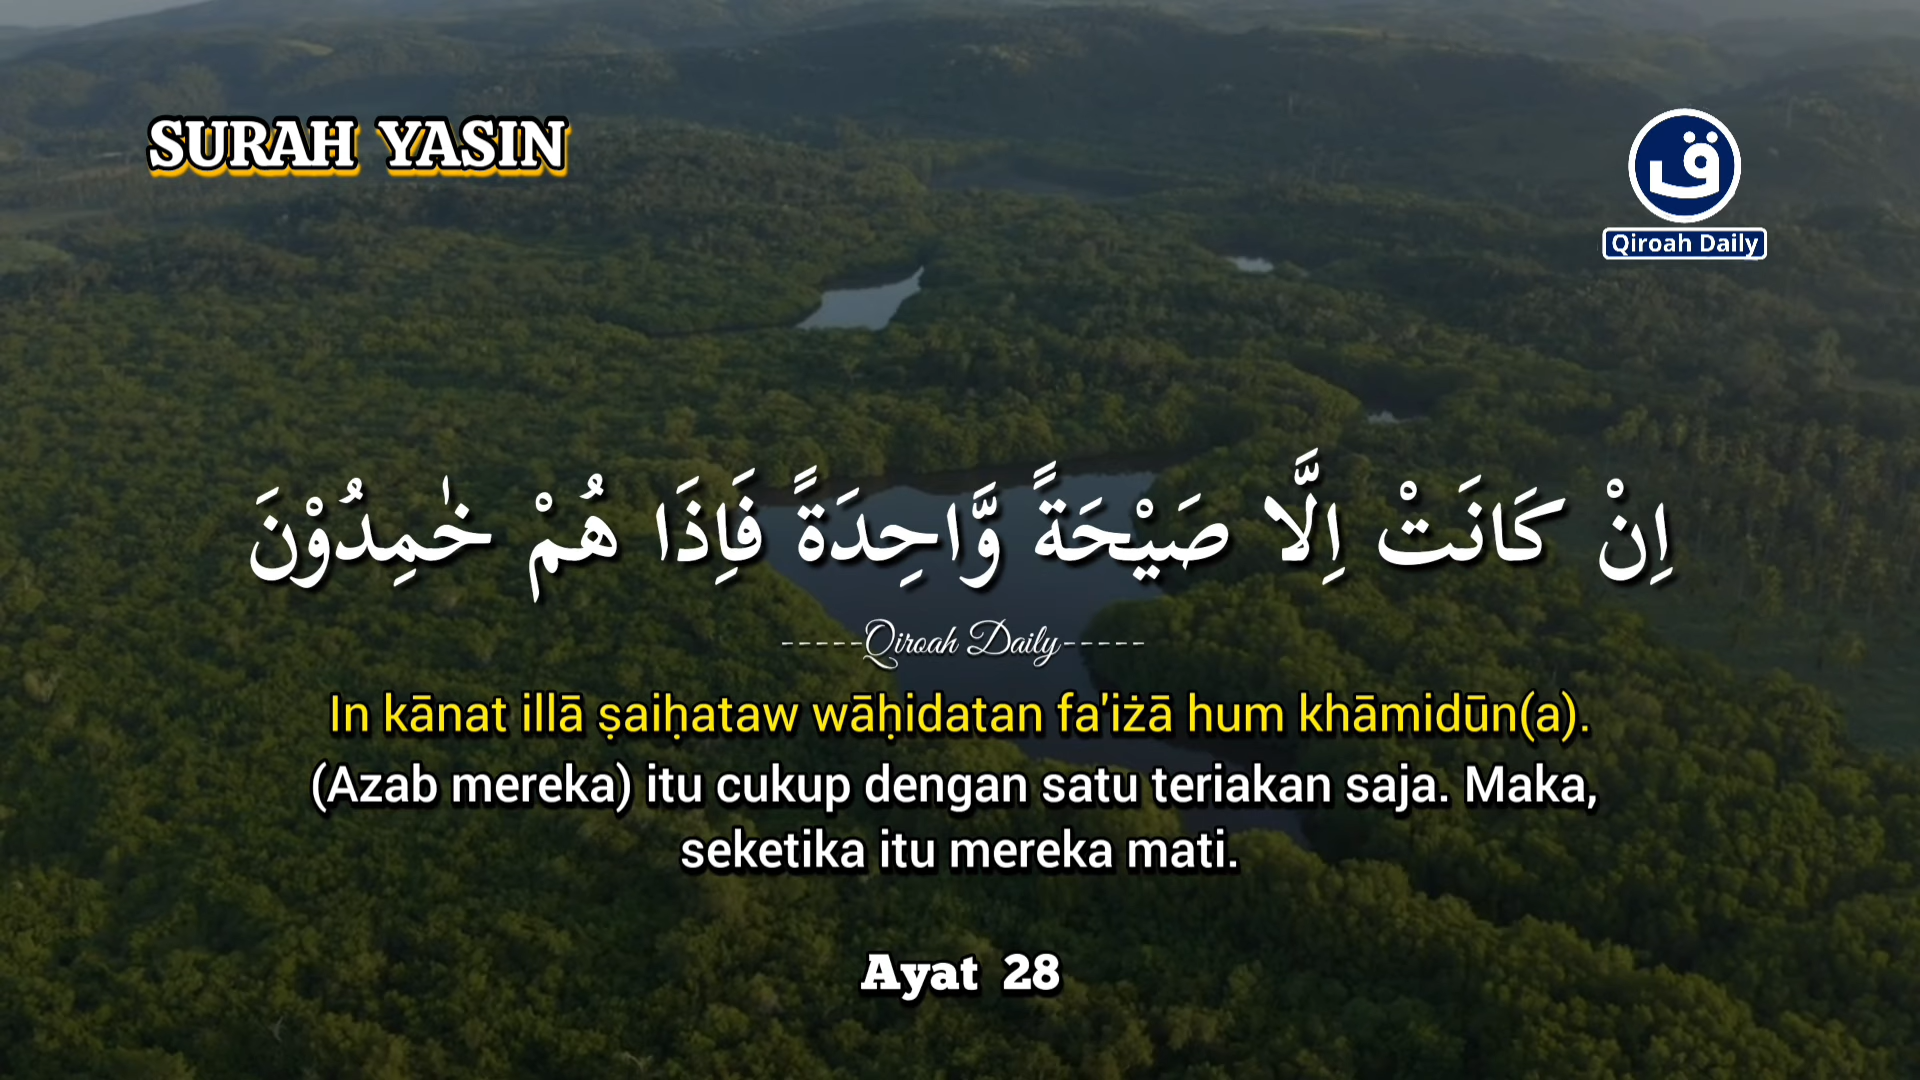 SURAH YASIN
ق
Qiroah Daily
اِنْ كَانَتْ اِلَّا صَيْحَةً وَّاحِدَةً فَاِذَا هُمْ خٰمِدُوْنَ
-----Qiroah Daily-----
In kānat illā ṣaiḥataw wāḥidatan fa'iżā hum khāmidūn(a).
(Azab mereka) itu cukup dengan satu teriakan saja. Maka,
seketika itu mereka mati.
Ayat 28